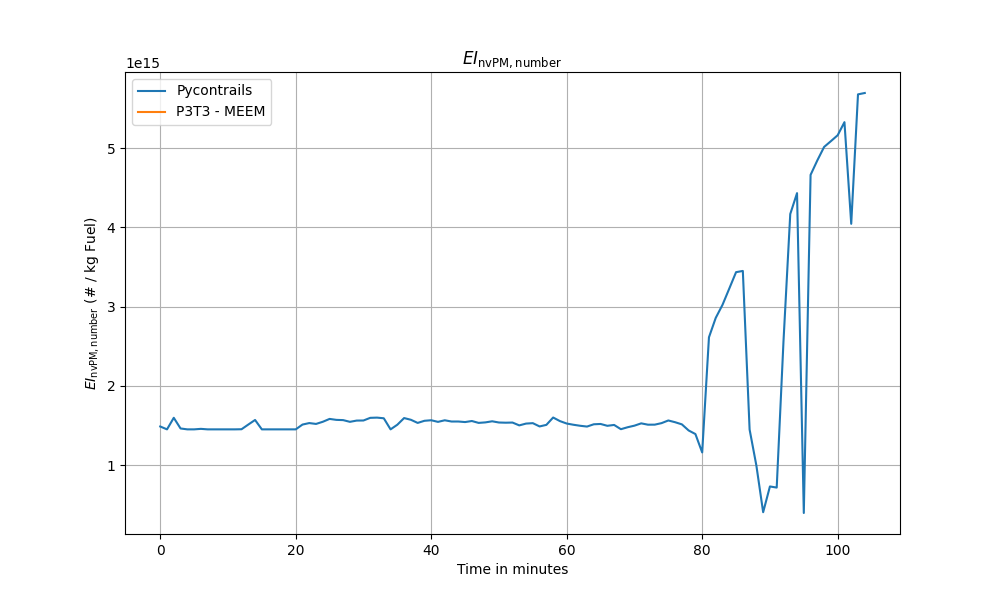 EI_nvPM, number
1e15
Pycontrails
P3T3 - MEEM
5
4
3
2
1
EI_nvPM, number (# / kg Fuel)
0 20 40 60 80 100
Time in minutes